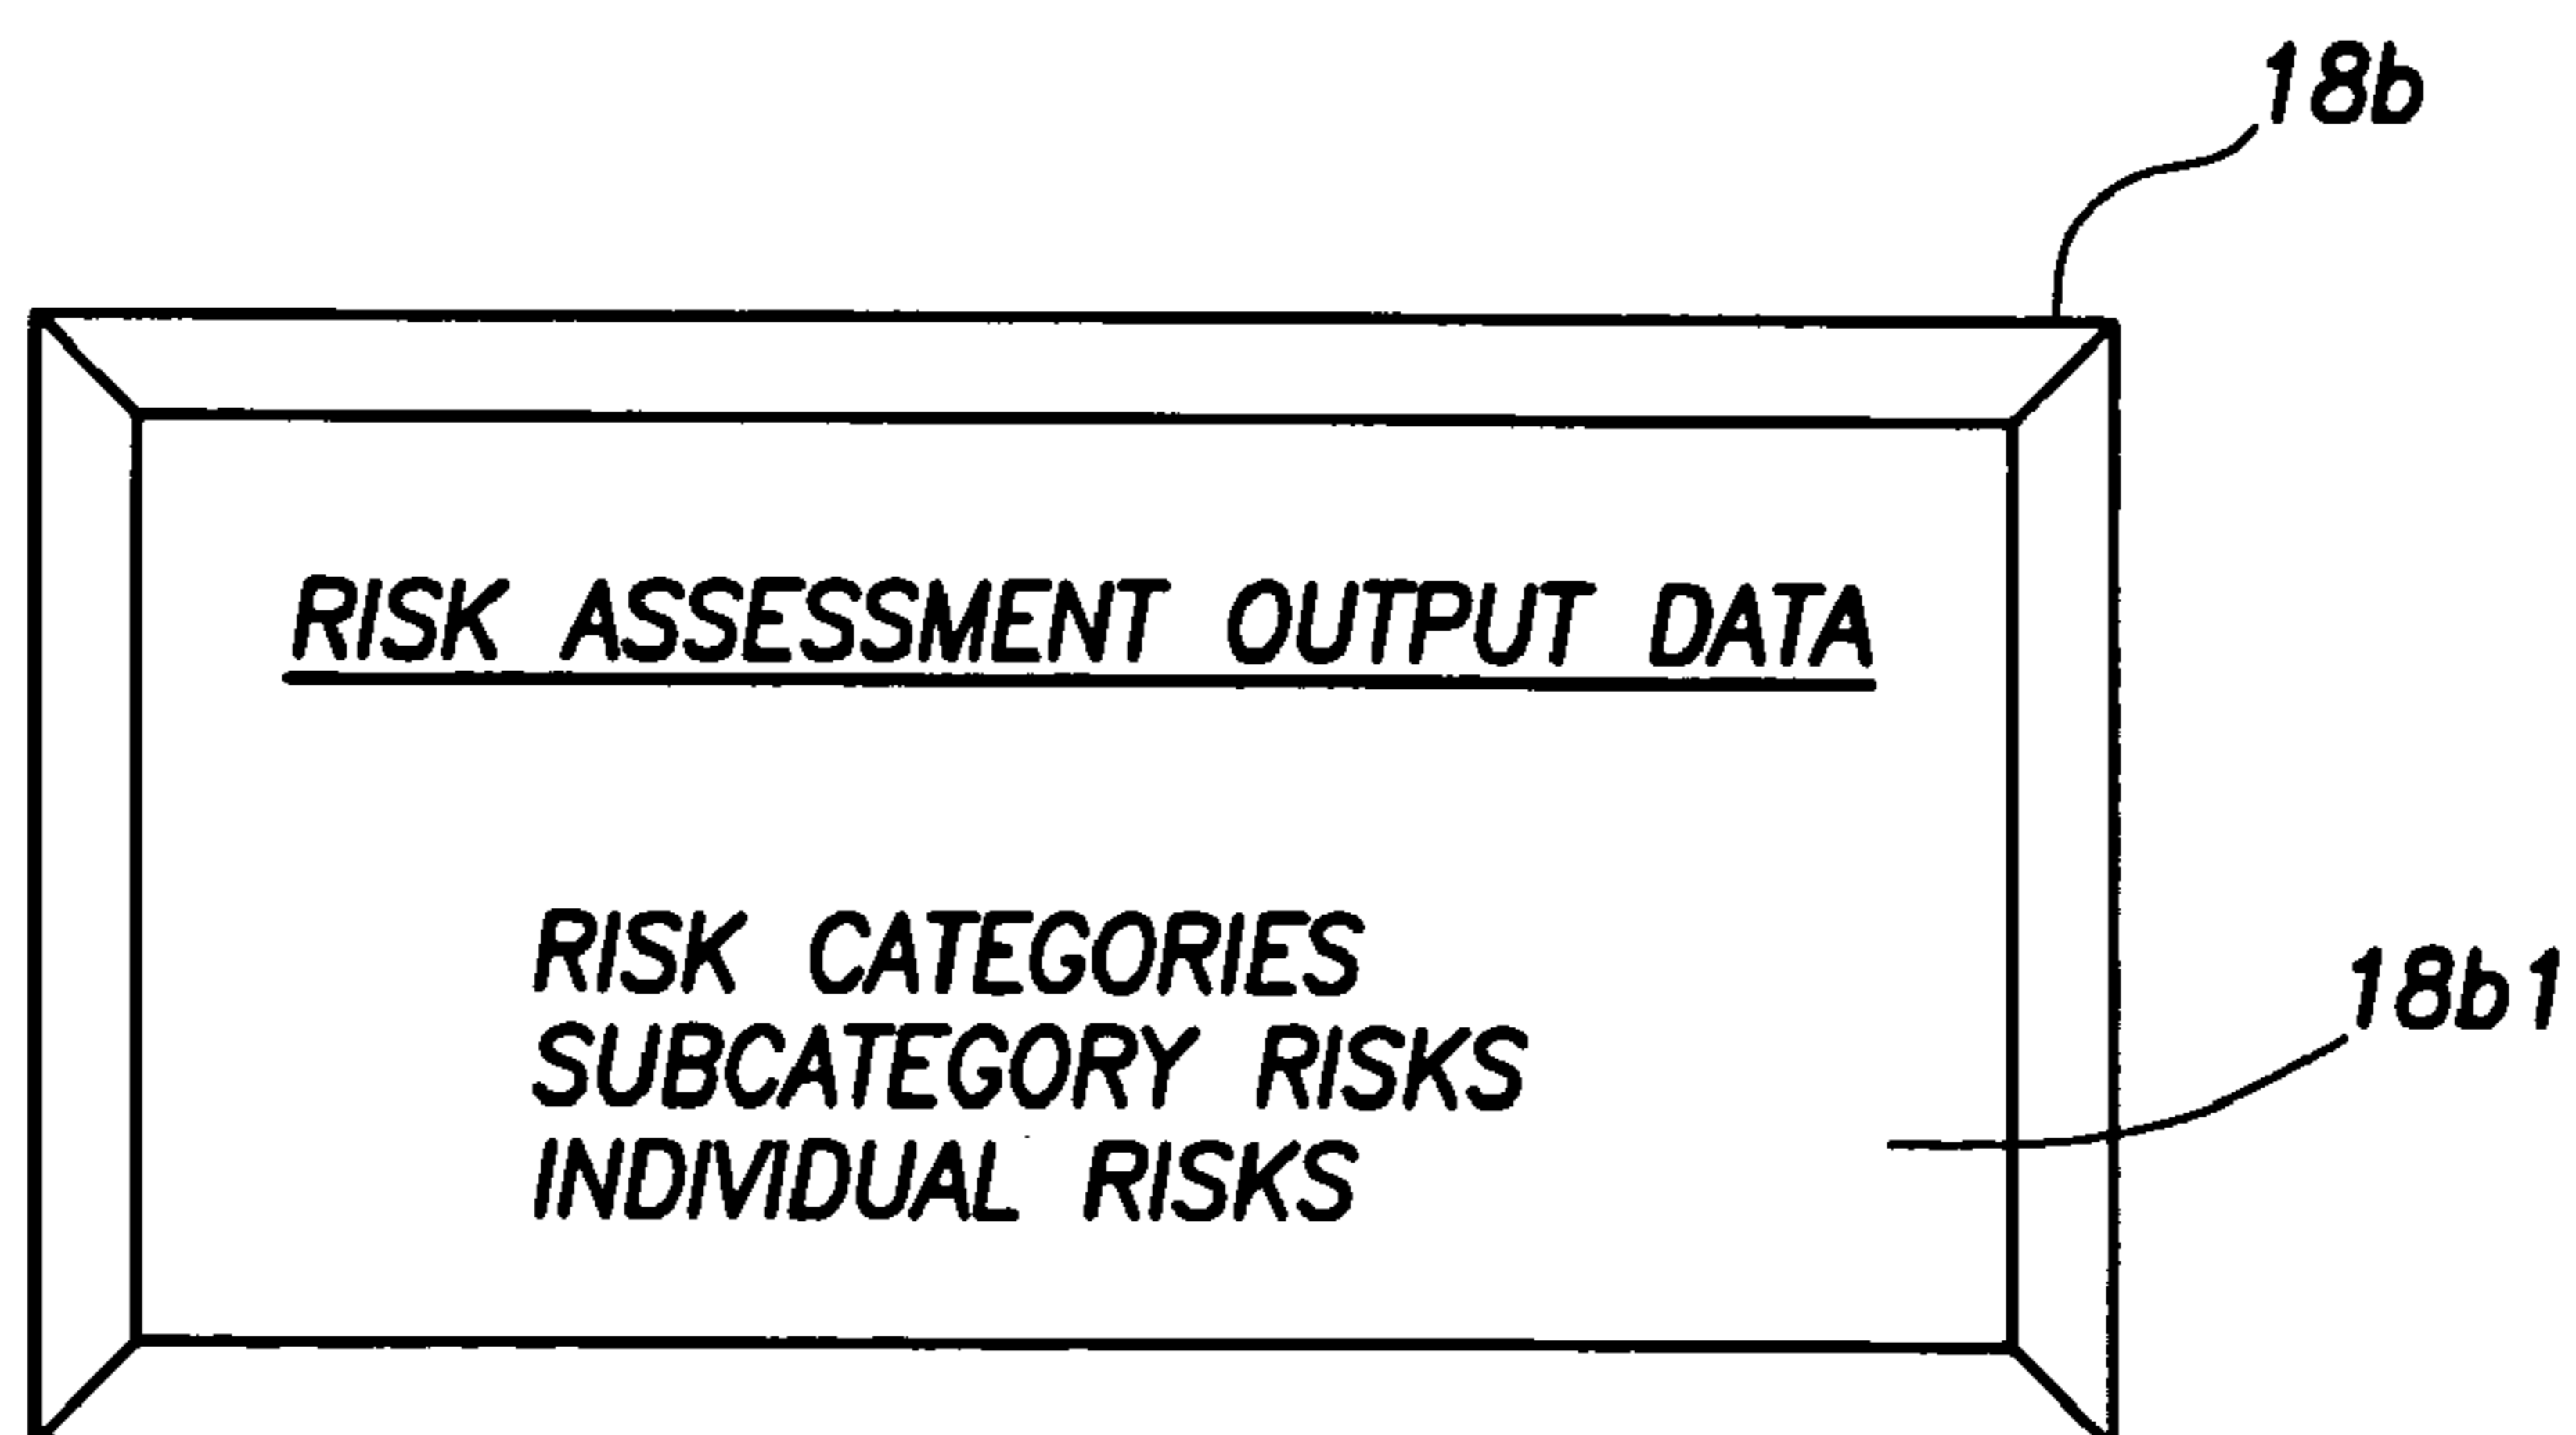 18b
RISK ASSESSMENT OUTPUT DATA
RISK CATEGORIES
SUBCATEGORY RISKS
INDIVIDUAL RISKS
18b1